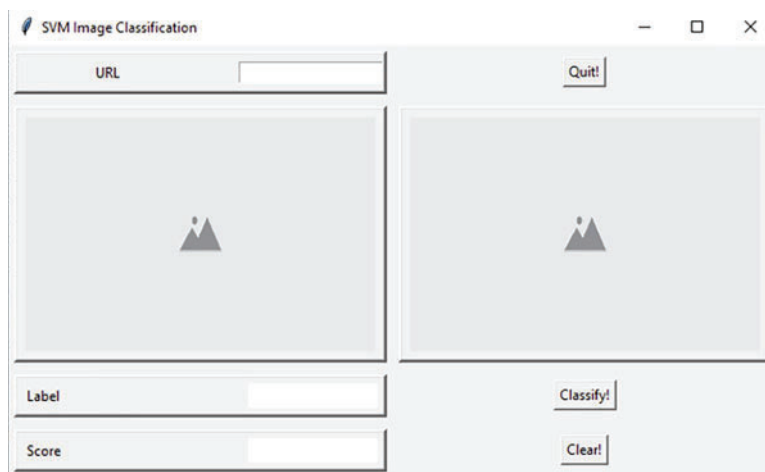 SVM Image Classification
URL
Quit!
Label
Classify!
Score
Clear!